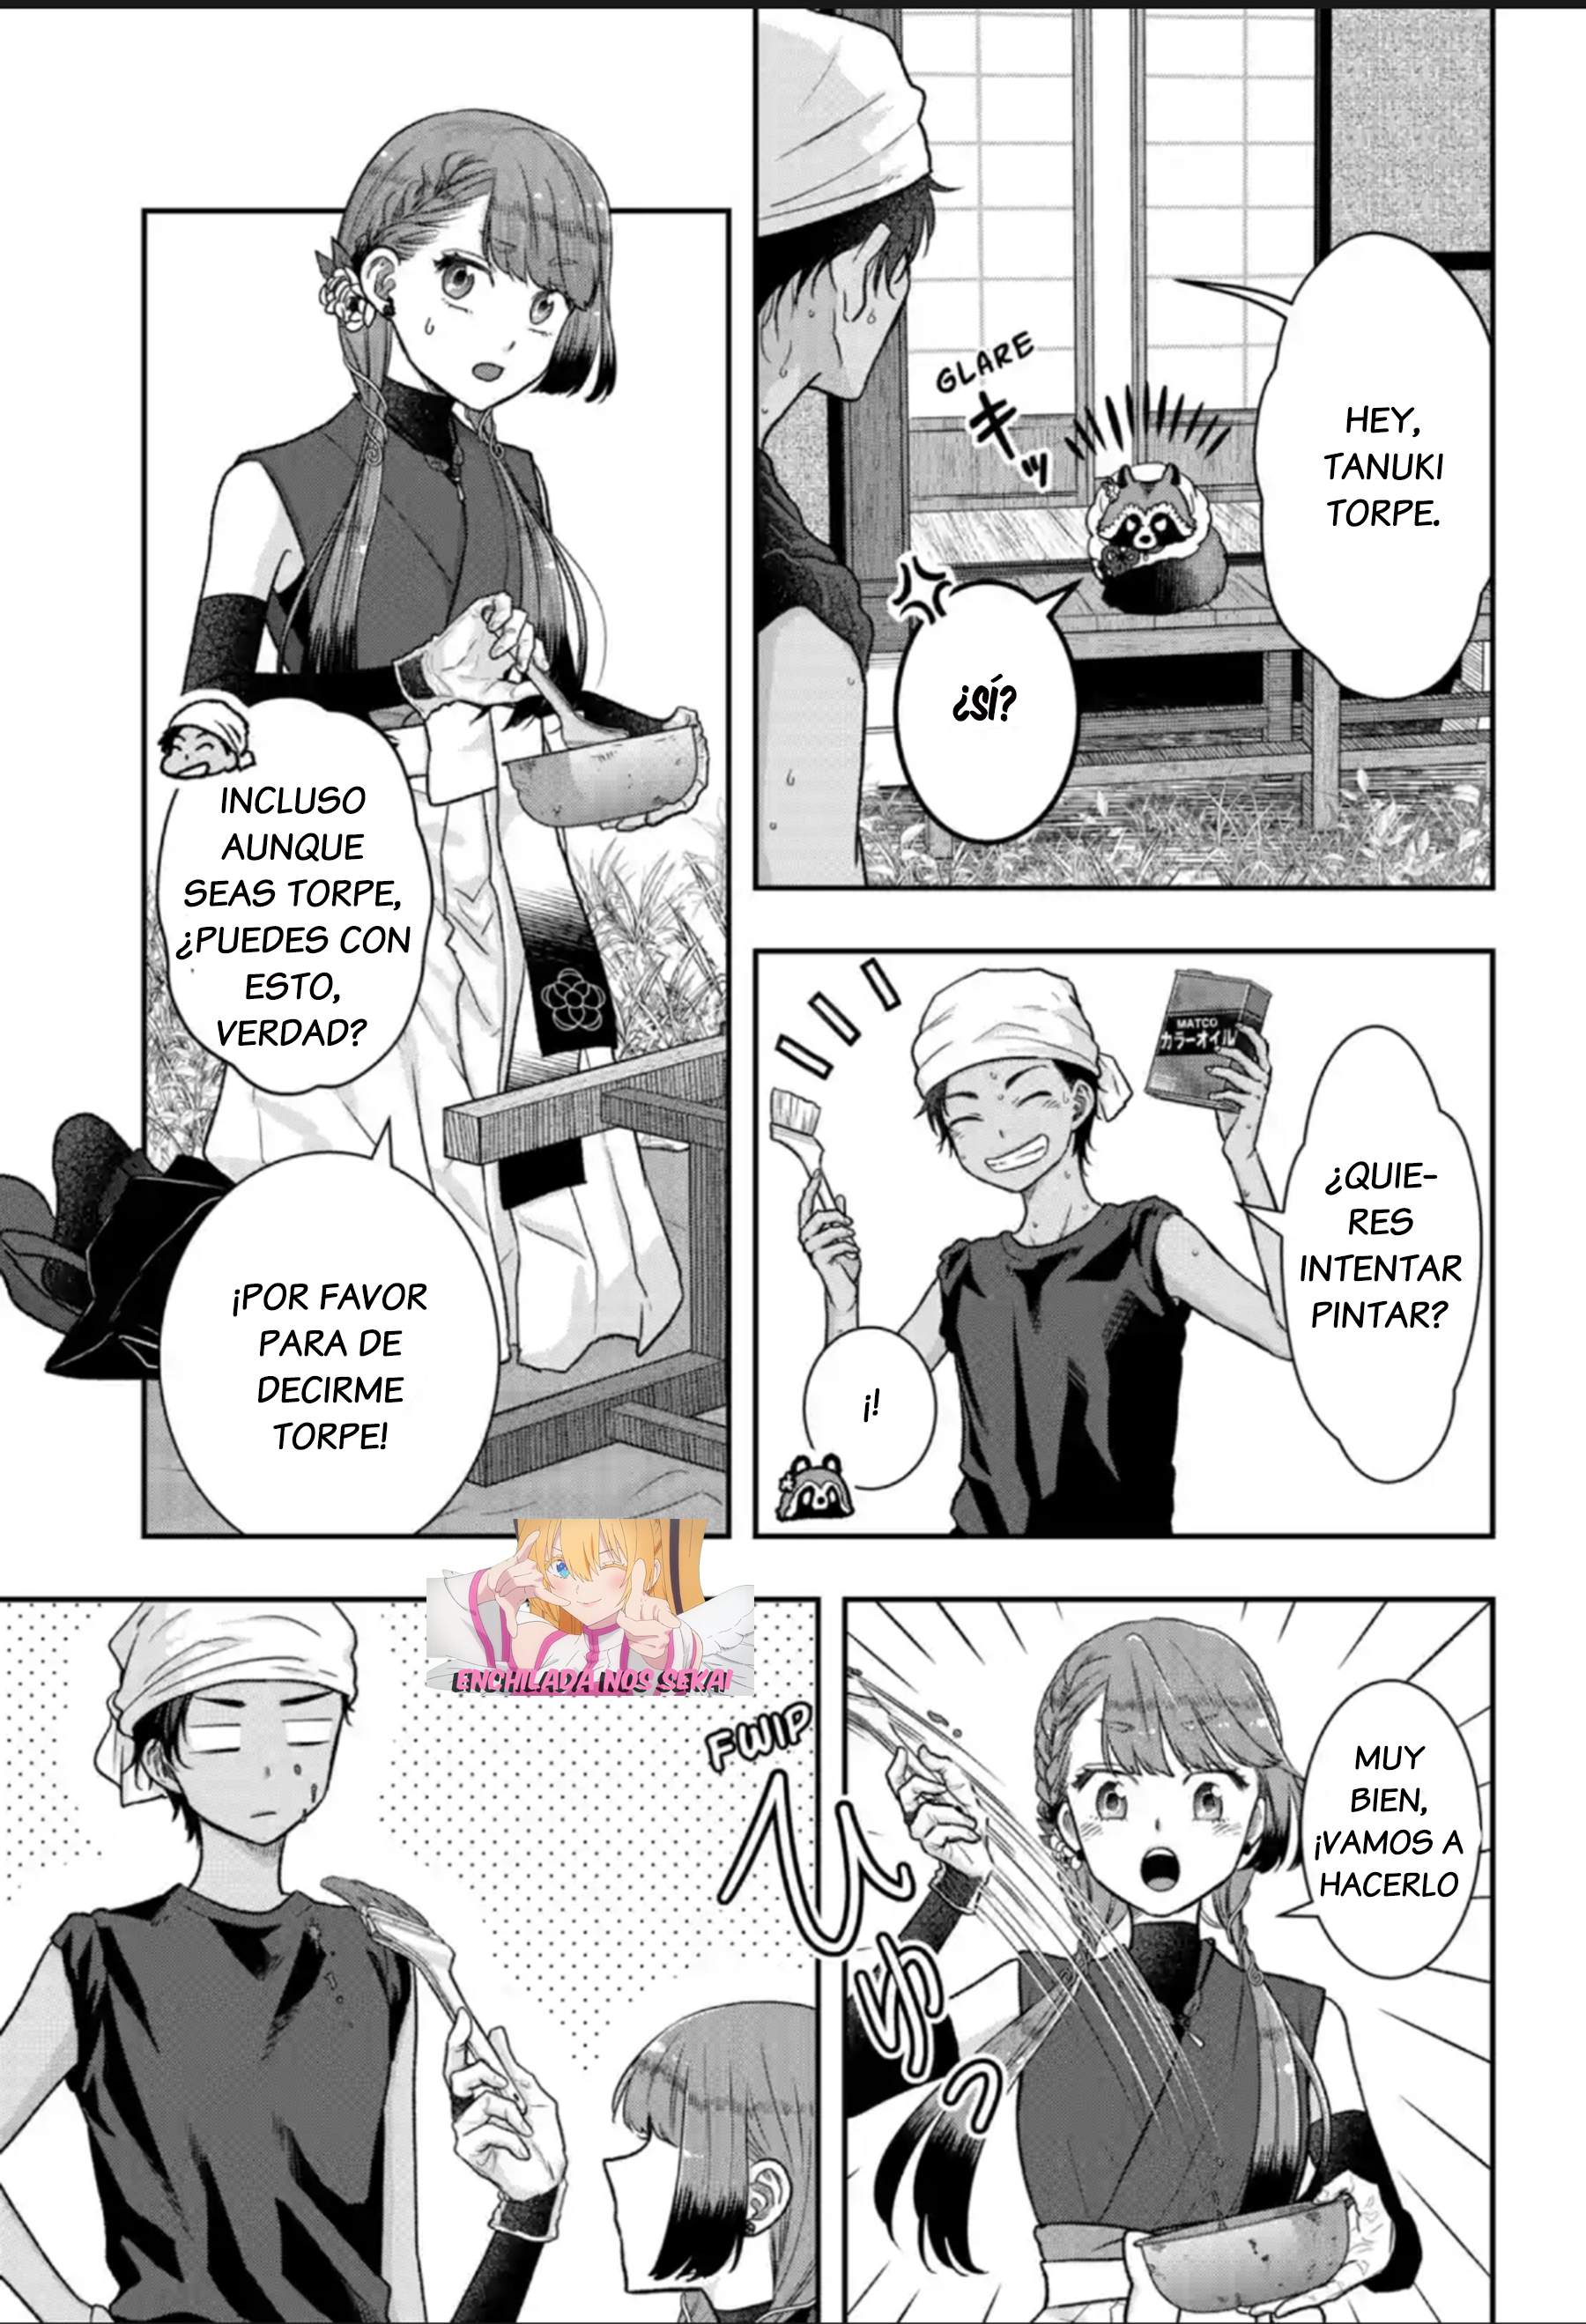 HEY,
TANUKI
TORPE.
GLARE
キッ
¿SÍ?
¿QUIE-
RES
INTENTAR
PINTAR?
MATCO
カラーオイル
¡!
INCLUSO
AUNQUE
SEAS TORPE,
¿PUEDES CON
ESTO,
VERDAD?
¡POR FAVOR
PARA DE
DECIRME
TORPE!
MUY
BIEN,
¡VAMOS A
HACERLO
FWIP
ひゅっ
ENCHILADA NOS SEKAI